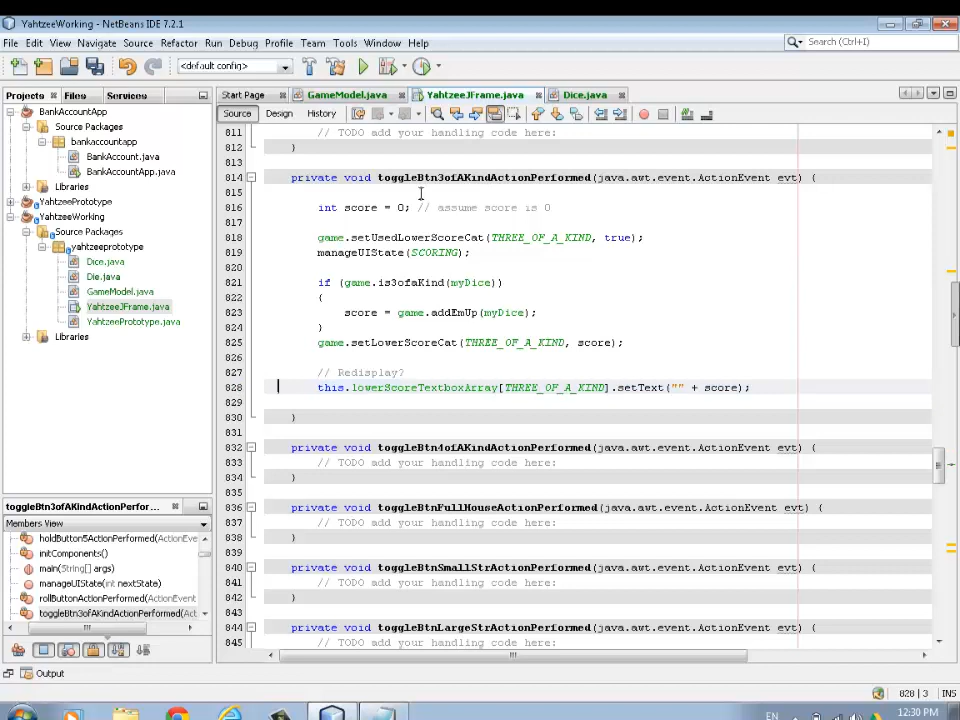 YahtzeeWorking - NetBeans IDE 7.2.1
File Edit View Navigate Source Refactor Run Debug Profile Team Tools Window Help
Search (Ctrl+I)
<default config>
Projects Files Services
Start Page GameModel.java YahtzeeJFrame.java Dice.java
Source Design History
BankAccountApp
Source Packages
bankaccountapp
BankAccount.java
BankAccountApp.java
Libraries
YahtzeePrototype
YahtzeeWorking
Source Packages
yahtzeeprototype
Dice.java
Die.java
GameModel.java
YahtzeeJFrame.java
YahtzeePrototype.java
Libraries
811 // TODO add your handling code here:
812 }
813
814 private void toggleBtn3ofAKindActionPerformed(java.awt.event.ActionEvent evt) {
815
816 int score = 0; // assume score is 0
817
818 game.setUsedLowerScoreCat(THREE_OF_A_KIND, true);
819 manageUIState(SCORING);
820
821 if (game.is3ofaKind(myDice))
822 {
823 score = game.addEmUp(myDice);
824 }
825 game.setLowerScoreCat(THREE_OF_A_KIND, score);
826
827 // Redisplay?
828 this.lowerScoreTextboxArray[THREE_OF_A_KIND].setText("" + score);
829
830 }
831
832 private void toggleBtn4ofAKindActionPerformed(java.awt.event.ActionEvent evt) {
833 // TODO add your handling code here:
834 }
835
836 private void toggleBtnFullHouseActionPerformed(java.awt.event.ActionEvent evt) {
837 // TODO add your handling code here:
838 }
839
840 private void toggleBtnSmallStrActionPerformed(java.awt.event.ActionEvent evt) {
841 // TODO add your handling code here:
842 }
843
844 private void toggleBtnLargeStrActionPerformed(java.awt.event.ActionEvent evt) {
845 // TODO add your handling code here:
toggleBtn3ofAKindActionPerfor...
Members View
holdButton5ActionPerformed(ActionEve
initComponents()
main(String[] args)
manageUIState(int nextState)
rollButtonActionPerformed(ActionEvent
toggleBtn3ofAKindActionPerformed(Act
Output
828 | 3 INS
EN 12:30 PM